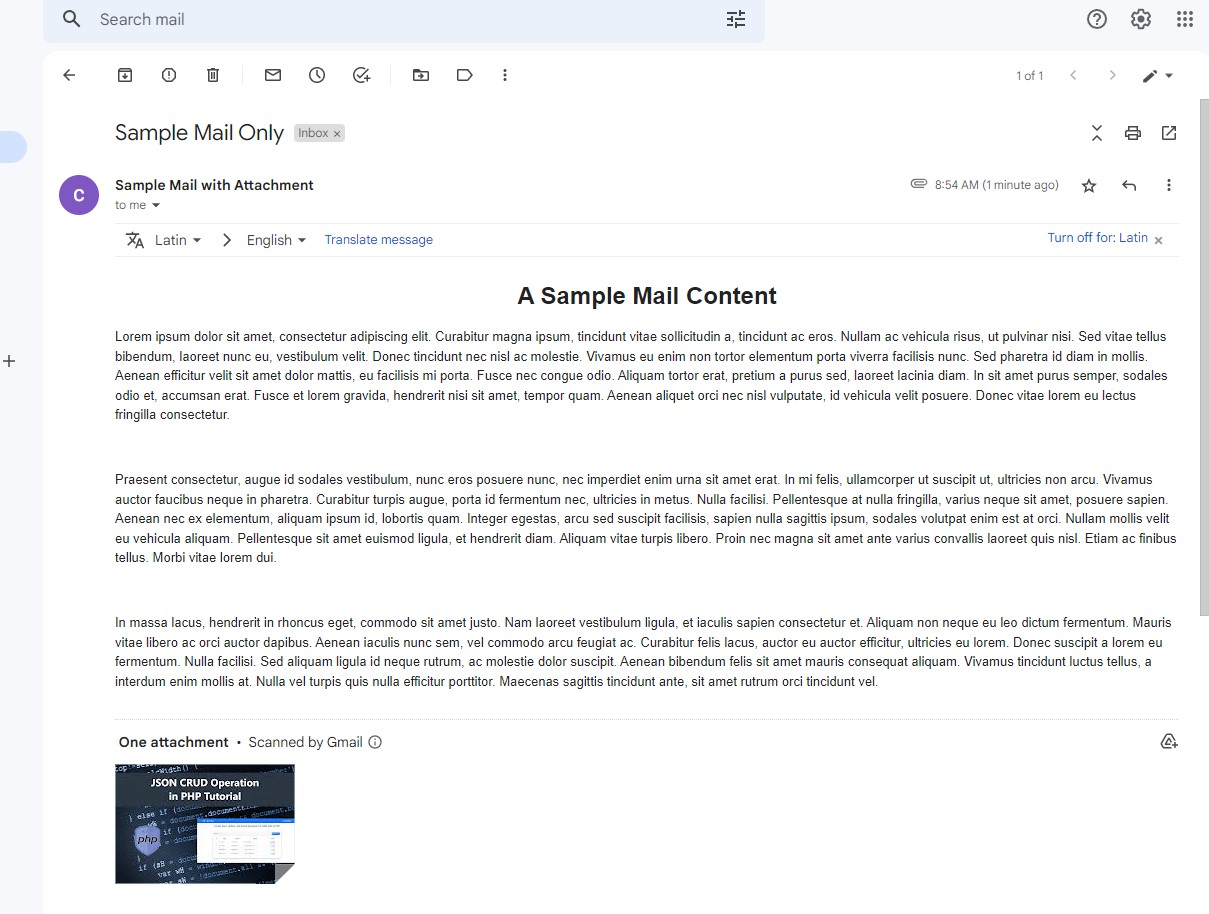 Search mail
1 of 1
Sample Mail Only Inbox ×
C
Sample Mail with Attachment
8:54 AM (1 minute ago)
to me
Latin English Translate message Turn off for: Latin ×
A Sample Mail Content
Lorem ipsum dolor sit amet, consectetur adipiscing elit. Curabitur magna ipsum, tincidunt vitae sollicitudin a, tincidunt ac eros. Nullam ac vehicula risus, ut pulvinar nisi. Sed vitae tellus
bibendum, laoreet nunc eu, vestibulum velit. Donec tincidunt nec nisl ac molestie. Vivamus eu enim non tortor elementum porta viverra facilisis nunc. Sed pharetra id diam in mollis.
Aenean efficitur velit sit amet dolor mattis, eu facilisis mi porta. Fusce nec congue odio. Aliquam tortor erat, pretium a purus sed, laoreet lacinia diam. In sit amet purus semper, sodales
odio et, accumsan erat. Fusce et lorem gravida, hendrerit nisi sit amet, tempor quam. Aenean aliquet orci nec nisl vulputate, id vehicula velit posuere. Donec vitae lorem eu lectus
fringilla consectetur.
Praesent consectetur, augue id sodales vestibulum, nunc eros posuere nunc, nec imperdiet enim urna sit amet erat. In mi felis, ullamcorper ut suscipit ut, ultricies non arcu. Vivamus
auctor faucibus neque in pharetra. Curabitur turpis augue, porta id fermentum nec, ultricies in metus. Nulla facilisi. Pellentesque at nulla fringilla, varius neque sit amet, posuere sapien.
Aenean nec ex elementum, aliquam ipsum id, lobortis quam. Integer egestas, arcu sed suscipit facilisis, sapien nulla sagittis ipsum, sodales volutpat enim est at orci. Nullam mollis velit
eu vehicula aliquam. Pellentesque sit amet euismod ligula, et hendrerit diam. Aliquam vitae turpis libero. Proin nec magna sit amet ante varius convallis laoreet quis nisl. Etiam ac finibus
tellus. Morbi vitae lorem dui.
In massa lacus, hendrerit in rhoncus eget, commodo sit amet justo. Nam laoreet vestibulum ligula, et iaculis sapien consectetur et. Aliquam non neque eu leo dictum fermentum. Mauris
vitae libero ac orci auctor dapibus. Aenean iaculis nunc sem, vel commodo arcu feugiat ac. Curabitur felis lacus, auctor eu auctor efficitur, ultricies eu lorem. Donec suscipit a lorem eu
fermentum. Nulla facilisi. Sed aliquam ligula id neque rutrum, ac molestie dolor suscipit. Aenean bibendum felis sit amet mauris consequat aliquam. Vivamus tincidunt luctus tellus, a
interdum enim mollis at. Nulla vel turpis quis nulla efficitur porttitor. Maecenas sagittis tincidunt ante, sit amet rutrum orci tincidunt vel.
One attachment • Scanned by Gmail
JSON CRUD Operation
in PHP Tutorial
} else if (document
php